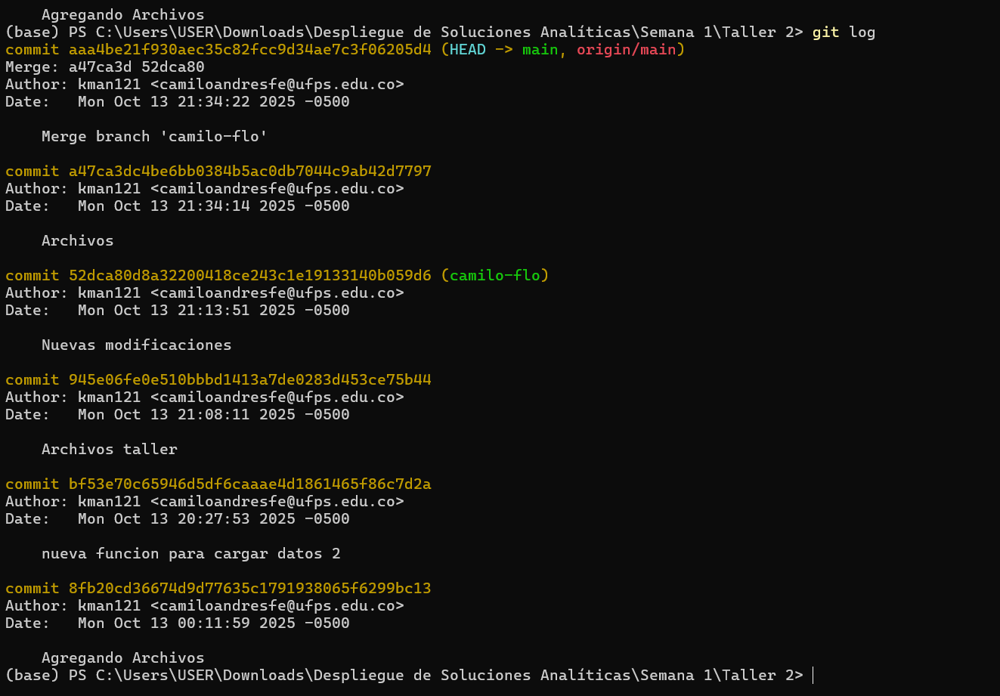 Agregando Archivos
(base) PS C:\Users\USER\Downloads\Despliegue de Soluciones Analíticas\Semana 1\Taller 2> git log
commit aaa4be21f930aec35c82fcc9d34ae7c3f06205d4 (HEAD -> main, origin/main)
Merge: a47ca3d 52dca80
Author: kman121 <camiloandresfe@ufps.edu.co>
Date:   Mon Oct 13 21:34:22 2025 -0500
Merge branch 'camilo-flo'
commit a47ca3dc4be6bb0384b5ac0db7044c9ab42d7797
Author: kman121 <camiloandresfe@ufps.edu.co>
Date:   Mon Oct 13 21:34:14 2025 -0500
Archivos
commit 52dca80d8a32200418ce243c1e19133140b059d6 (camilo-flo)
Author: kman121 <camiloandresfe@ufps.edu.co>
Date:   Mon Oct 13 21:13:51 2025 -0500
Nuevas modificaciones
commit 945e06fe0e510bbbd1413a7de0283d453ce75b44
Author: kman121 <camiloandresfe@ufps.edu.co>
Date:   Mon Oct 13 21:08:11 2025 -0500
Archivos taller
commit bf53e70c65946d5df6caaae4d1861465f86c7d2a
Author: kman121 <camiloandresfe@ufps.edu.co>
Date:   Mon Oct 13 20:27:53 2025 -0500
nueva funcion para cargar datos 2
commit 8fb20cd36674d9d77635c1791938065f6299bc13
Author: kman121 <camiloandresfe@ufps.edu.co>
Date:   Mon Oct 13 00:11:59 2025 -0500
Agregando Archivos
(base) PS C:\Users\USER\Downloads\Despliegue de Soluciones Analíticas\Semana 1\Taller 2>